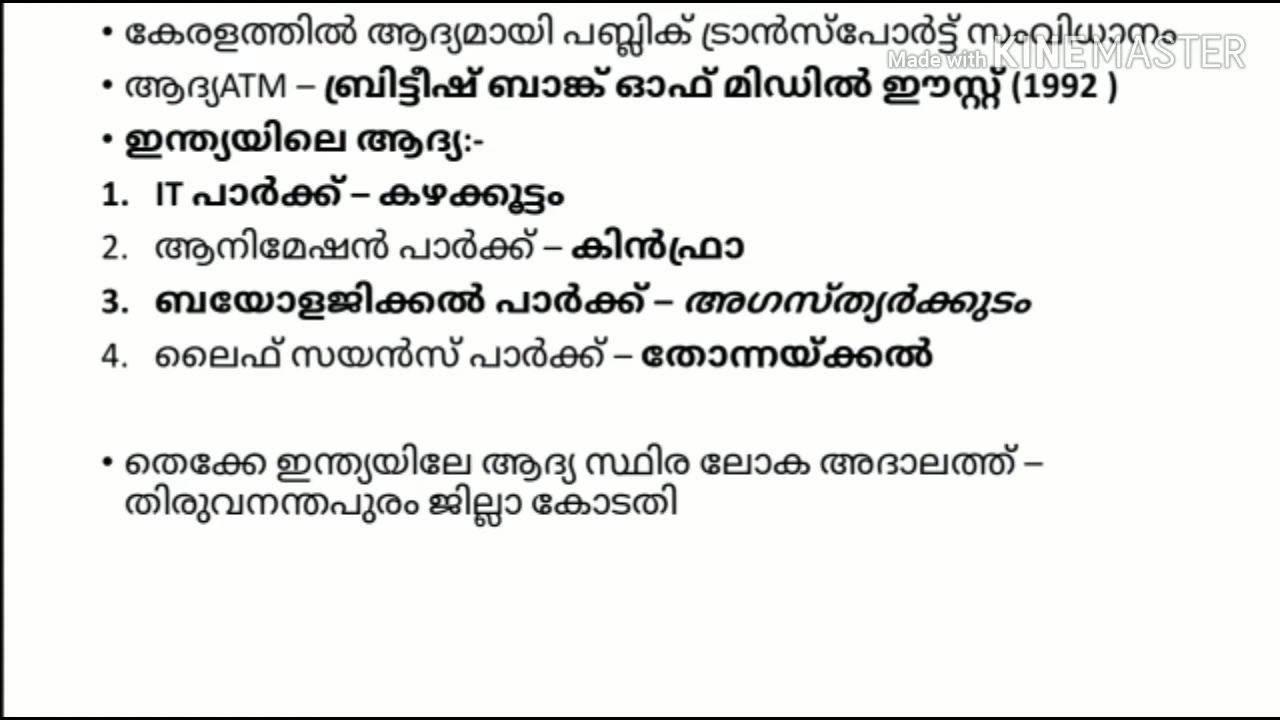 • കേരളത്തിൽ ആദ്യമായി പബ്ലിക് ട്രാൻസ്പോർട്ട് സംവിധാനം
Made with KINEMASTER
• ആദ്യATM – ബ്രിട്ടീഷ് ബാങ്ക് ഓഫ് മിഡിൽ ഈസ്റ്റ് (1992 )
• ഇന്ത്യയിലെ ആദ്യ:-
1. IT പാർക്ക് – കഴക്കൂട്ടം
2. ആനിമേഷൻ പാർക്ക് – കിൻഫ്രാ
3. ബയോളജിക്കൽ പാർക്ക് – അഗസ്ത്യർക്കുടം
4. ലൈഫ് സയൻസ് പാർക്ക് – തോന്നയ്ക്കൽ
• തെക്കേ ഇന്ത്യയിലേ ആദ്യ സ്ഥിര ലോക അദാലത്ത് –
തിരുവനന്തപുരം ജില്ലാ കോടതി